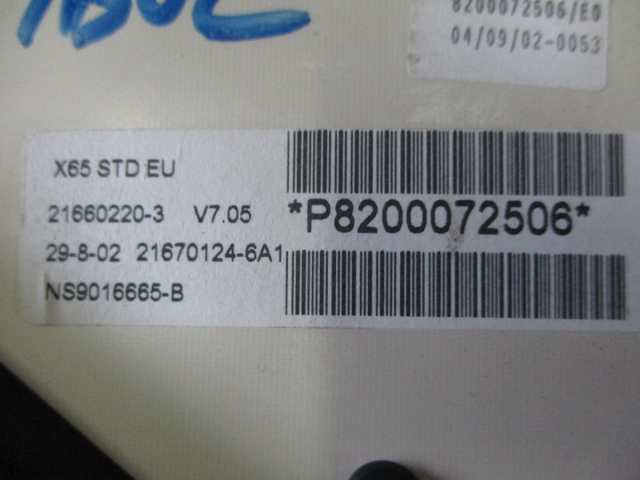 8200072506/E0
04/09/02-0053
X65 STD EU
21660220-3 V7.05
*P8200072506*
29-8-02 21670124-6A1
NS9016665-B